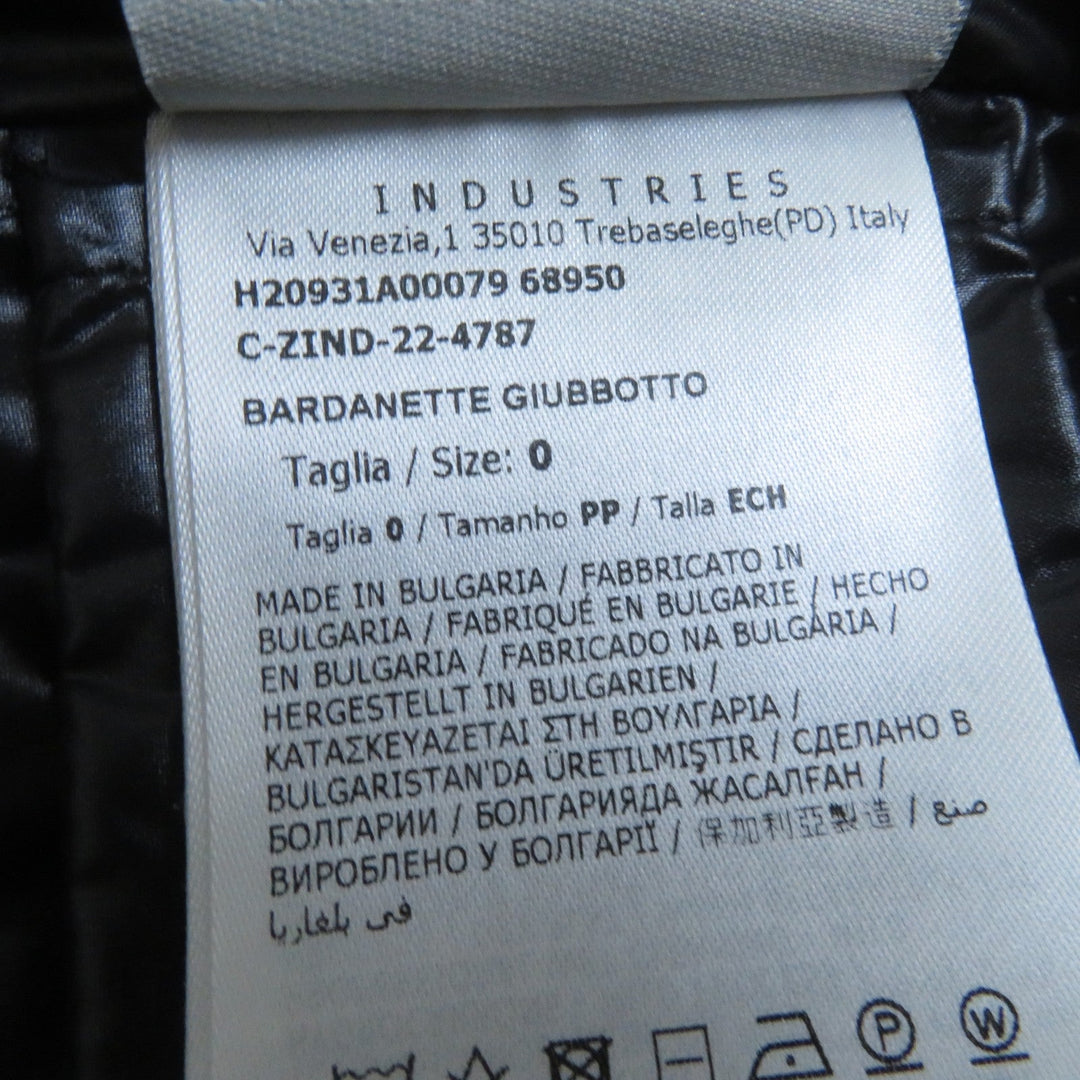 INDUSTRIES
Via Venezia,1 35010 Trebaseleghe(PD) Italy
H20931A00079 68950
C-ZIND-22-4787
BARDANETTE GIUBBOTTO
Taglia / Size: 0
Taglia 0 / Tamanho PP / Talla ECH
MADE IN BULGARIA / FABBRICATO IN
BULGARIA / FABRIQUÉ EN BULGARIE / HECHO
EN BULGARIA / FABRICADO NA BULGÁRIA /
HERGESTELLT IN BULGARIEN /
ΚΑΤΑΣΚΕΥΑΖΕΤΑΙ ΣΤΗ ΒΟΥΛΓΑΡΙΑ /
BULGARISTAN'DA ÜRETILMIŞTIR / СДЕЛАНО В
БОЛГАРИИ / БОЛГАРИЯДА ЖАСАЛҒАН /
ВИРОБЛЕНО У БОЛГАРІЇ / 保加利亞製造 / صنع
في بلغاريا
P W